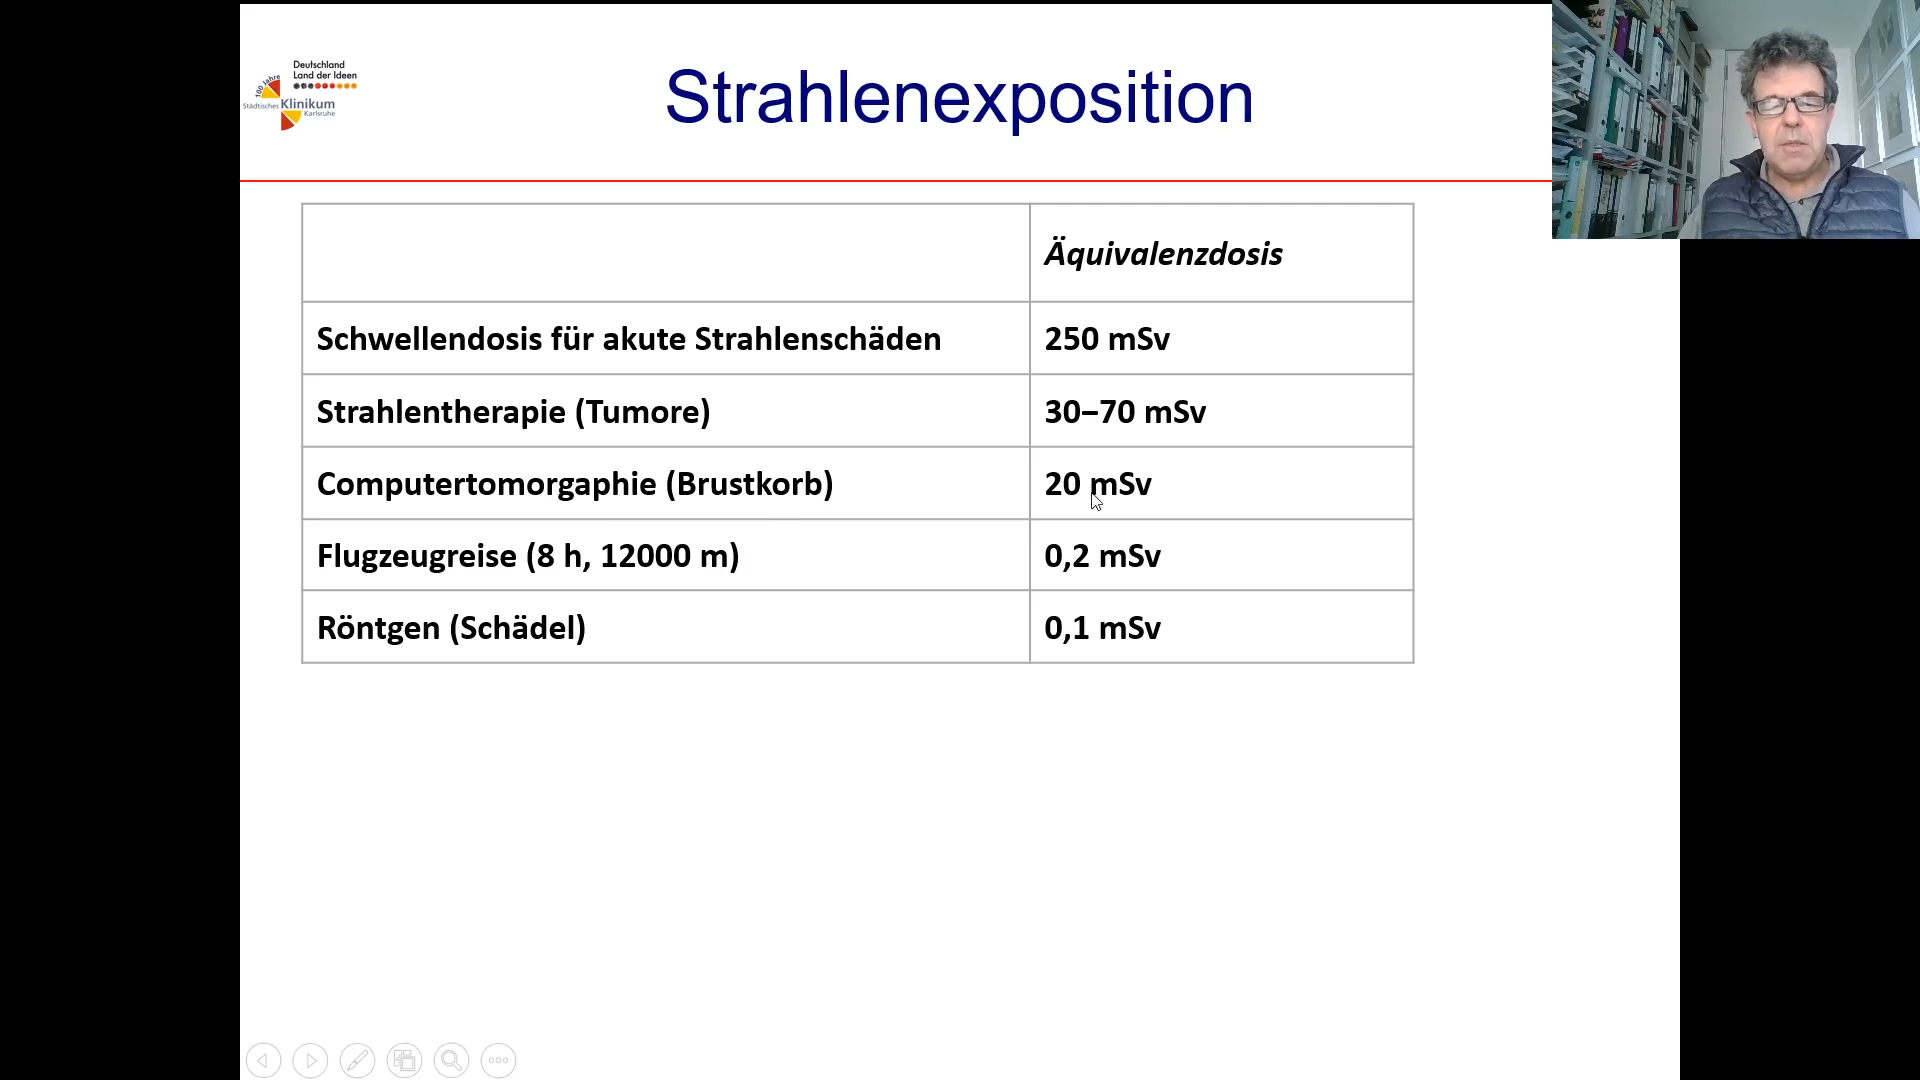 Deutschland
Land der Ideen
100 Jahre
Städtisches Klinikum
Karlsruhe
Strahlenexposition
Äquivalenzdosis
Schwellendosis für akute Strahlenschäden 250 mSv
Strahlentherapie (Tumore) 30–70 mSv
Computertomorgaphie (Brustkorb) 20 mSv
Flugzeugreise (8 h, 12000 m) 0,2 mSv
Röntgen (Schädel) 0,1 mSv